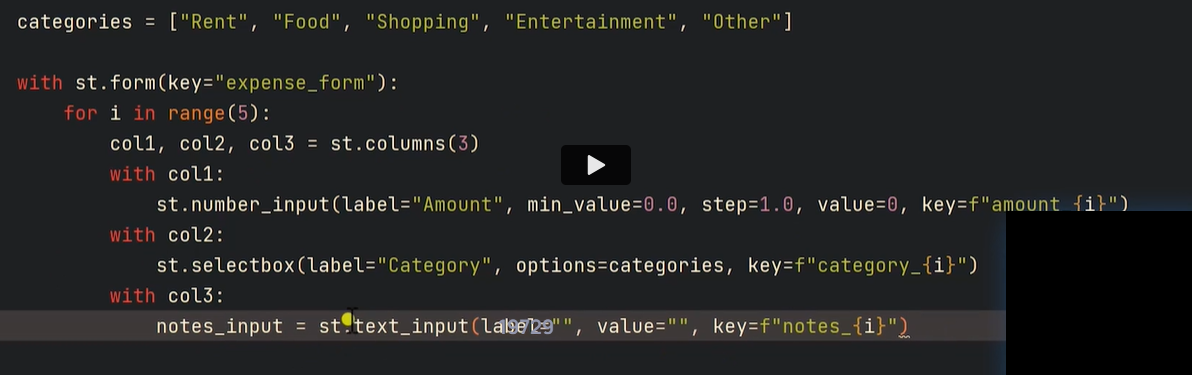 categories = ["Rent", "Food", "Shopping", "Entertainment", "Other"]
with st.form(key="expense_form"):
    for i in range(5):
        col1, col2, col3 = st.columns(3)
        with col1:
            st.number_input(label="Amount", min_value=0.0, step=1.0, value=0, key=f"amount_{i}")
        with col2:
            st.selectbox(label="Category", options=categories, key=f"category_{i}")
        with col3:
            notes_input = st.text_input(label="", value="", key=f"notes_{i}")
19729